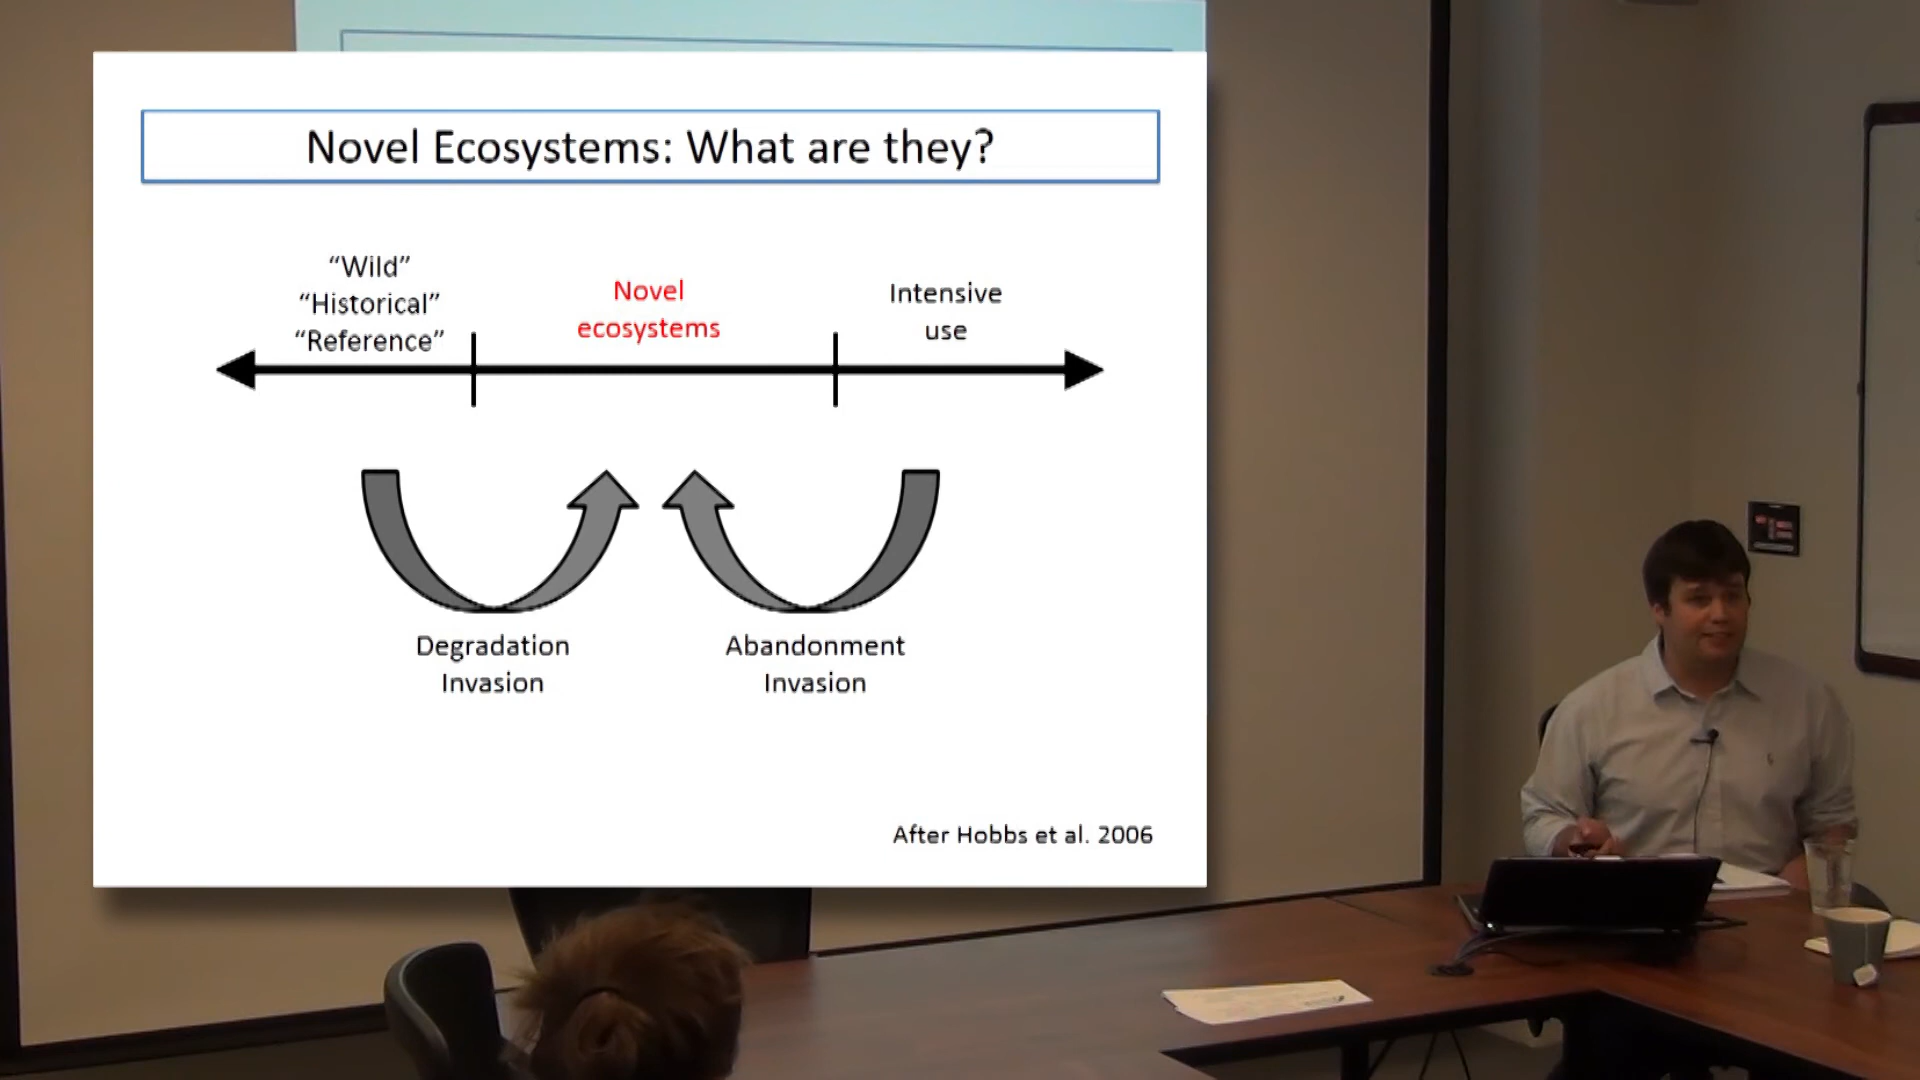 Novel Ecosystems: What are they?
“Wild”
“Historical”
“Reference”
Novel
ecosystems
Intensive
use
Degradation
Invasion
Abandonment
Invasion
After Hobbs et al. 2006